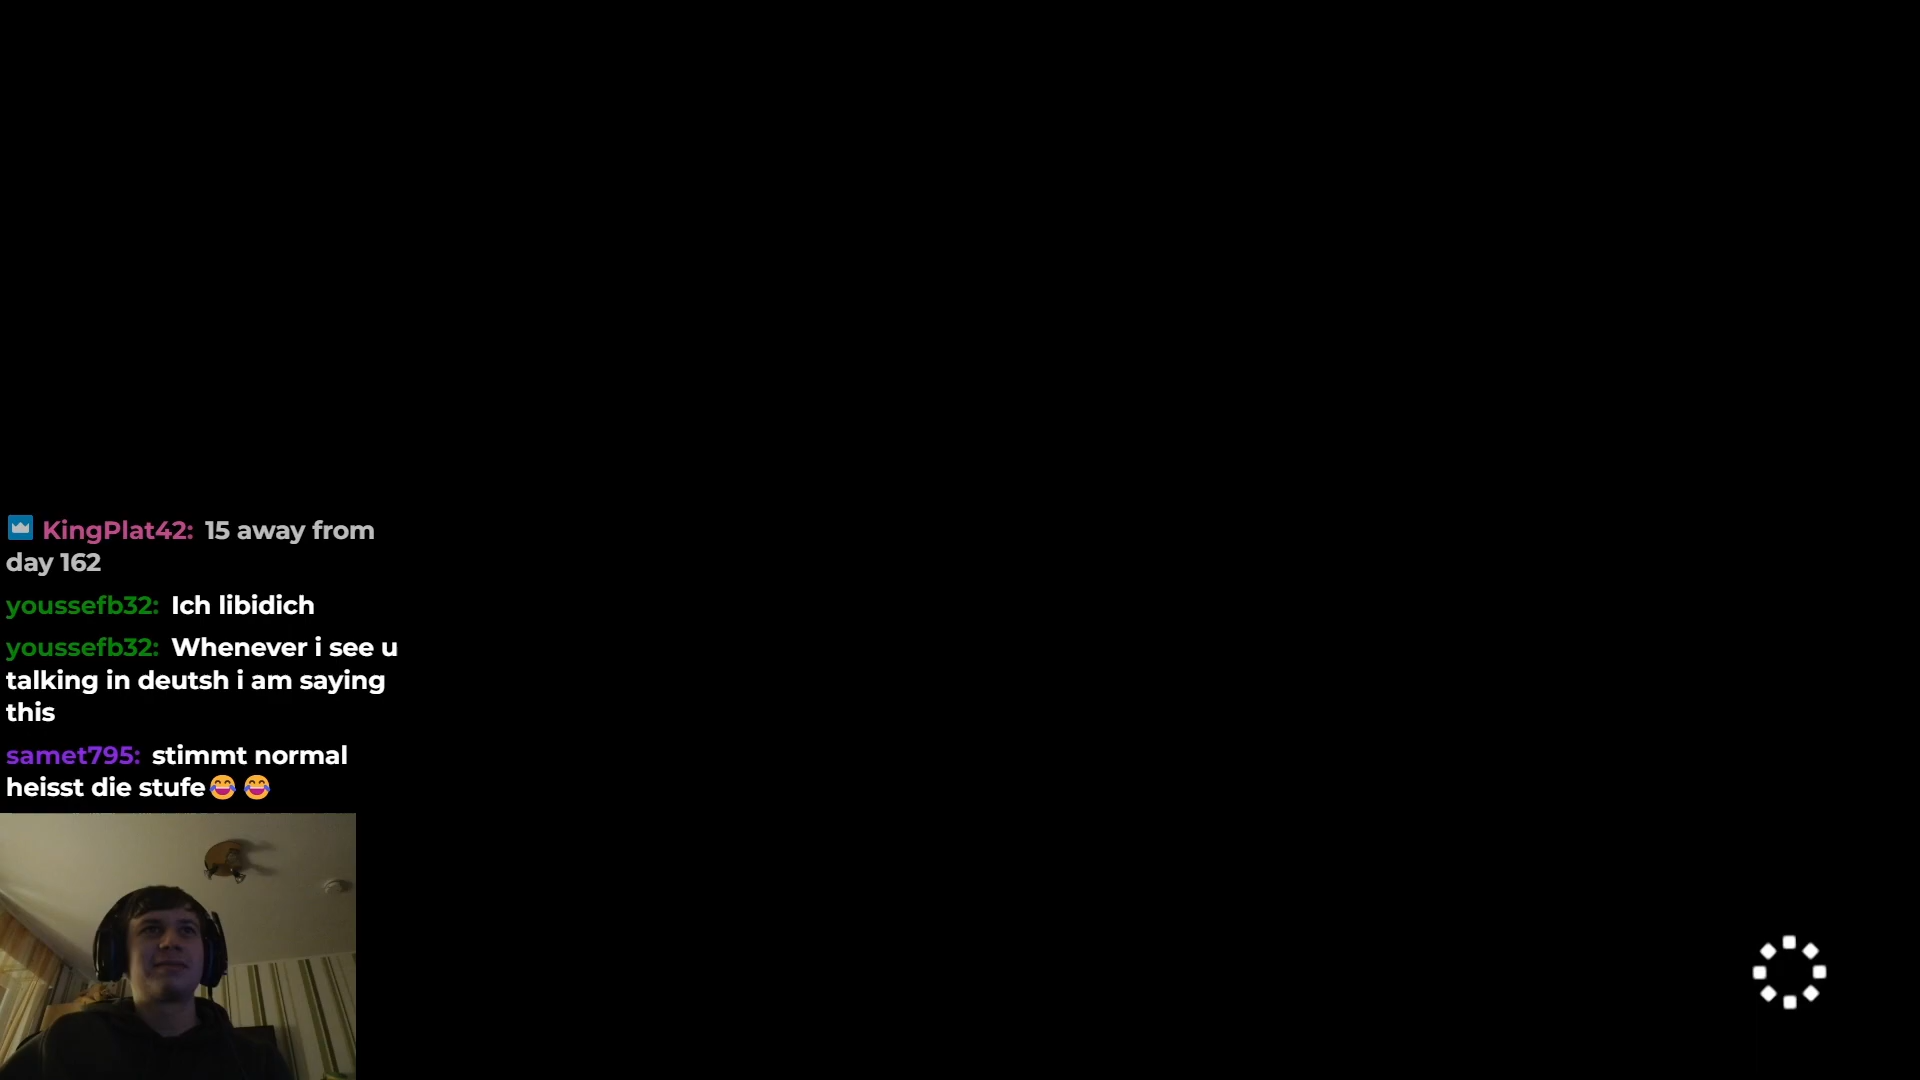 KingPlat42: 15 away from
day 162
youssefb32: Ich libidich
youssefb32: Whenever i see u
talking in deutsh i am saying
this
samet795: stimmt normal
heisst die stufe😂 😂